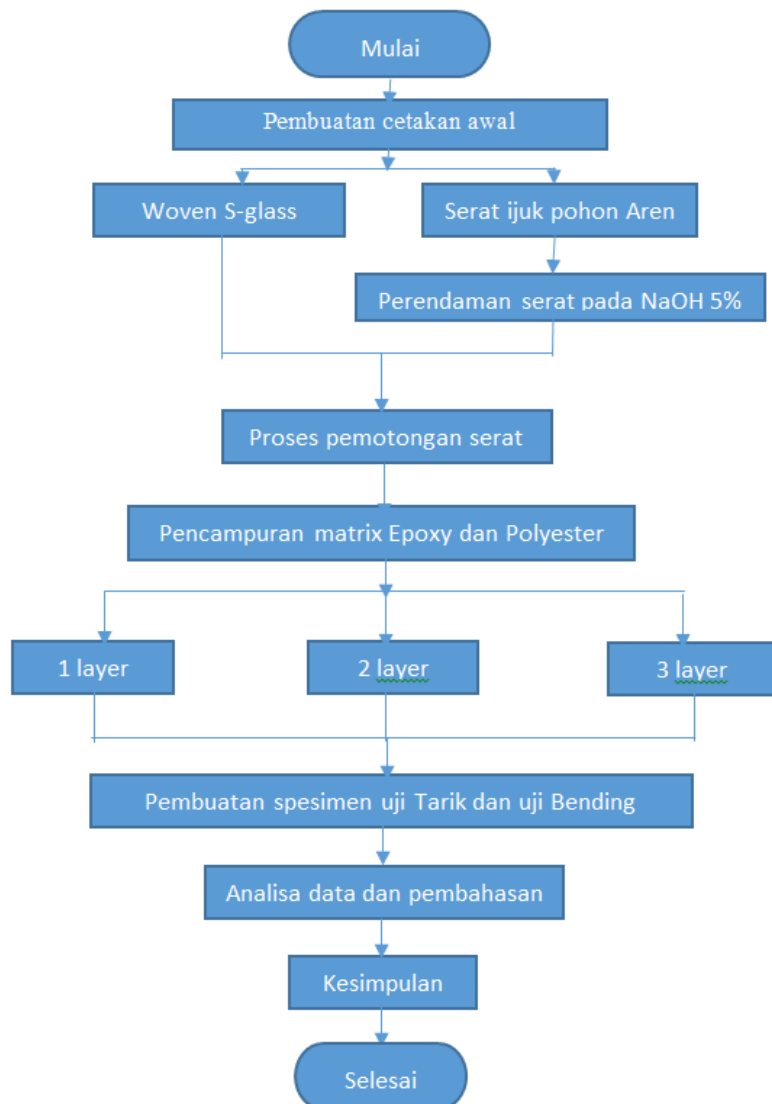 Mulai
Pembuatan cetakan awal
Woven S-glass
Serat ijuk pohon Aren
Perendaman serat pada NaOH 5%
Proses pemotongan serat
Pencampuran matrix Epoxy dan Polyester
1 layer
2 layer
3 layer
Pembuatan spesimen uji Tarik dan uji Bending
Analisa data dan pembahasan
Kesimpulan
Selesai